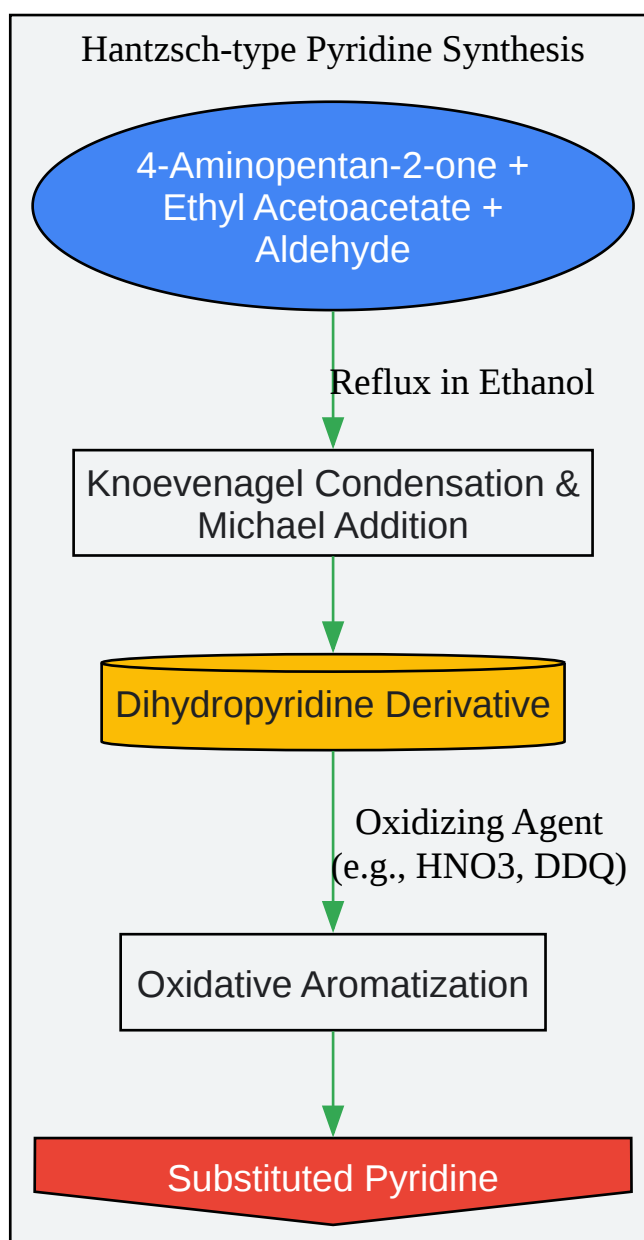 Hantzsch-type Pyridine Synthesis
4-Aminopentan-2-one +
Ethyl Acetoacetate +
Aldehyde
Reflux in Ethanol
Knoevenagel Condensation &
Michael Addition
Dihydropyridine Derivative
Oxidizing Agent
(e.g., HNO3, DDQ)
Oxidative Aromatization
Substituted Pyridine